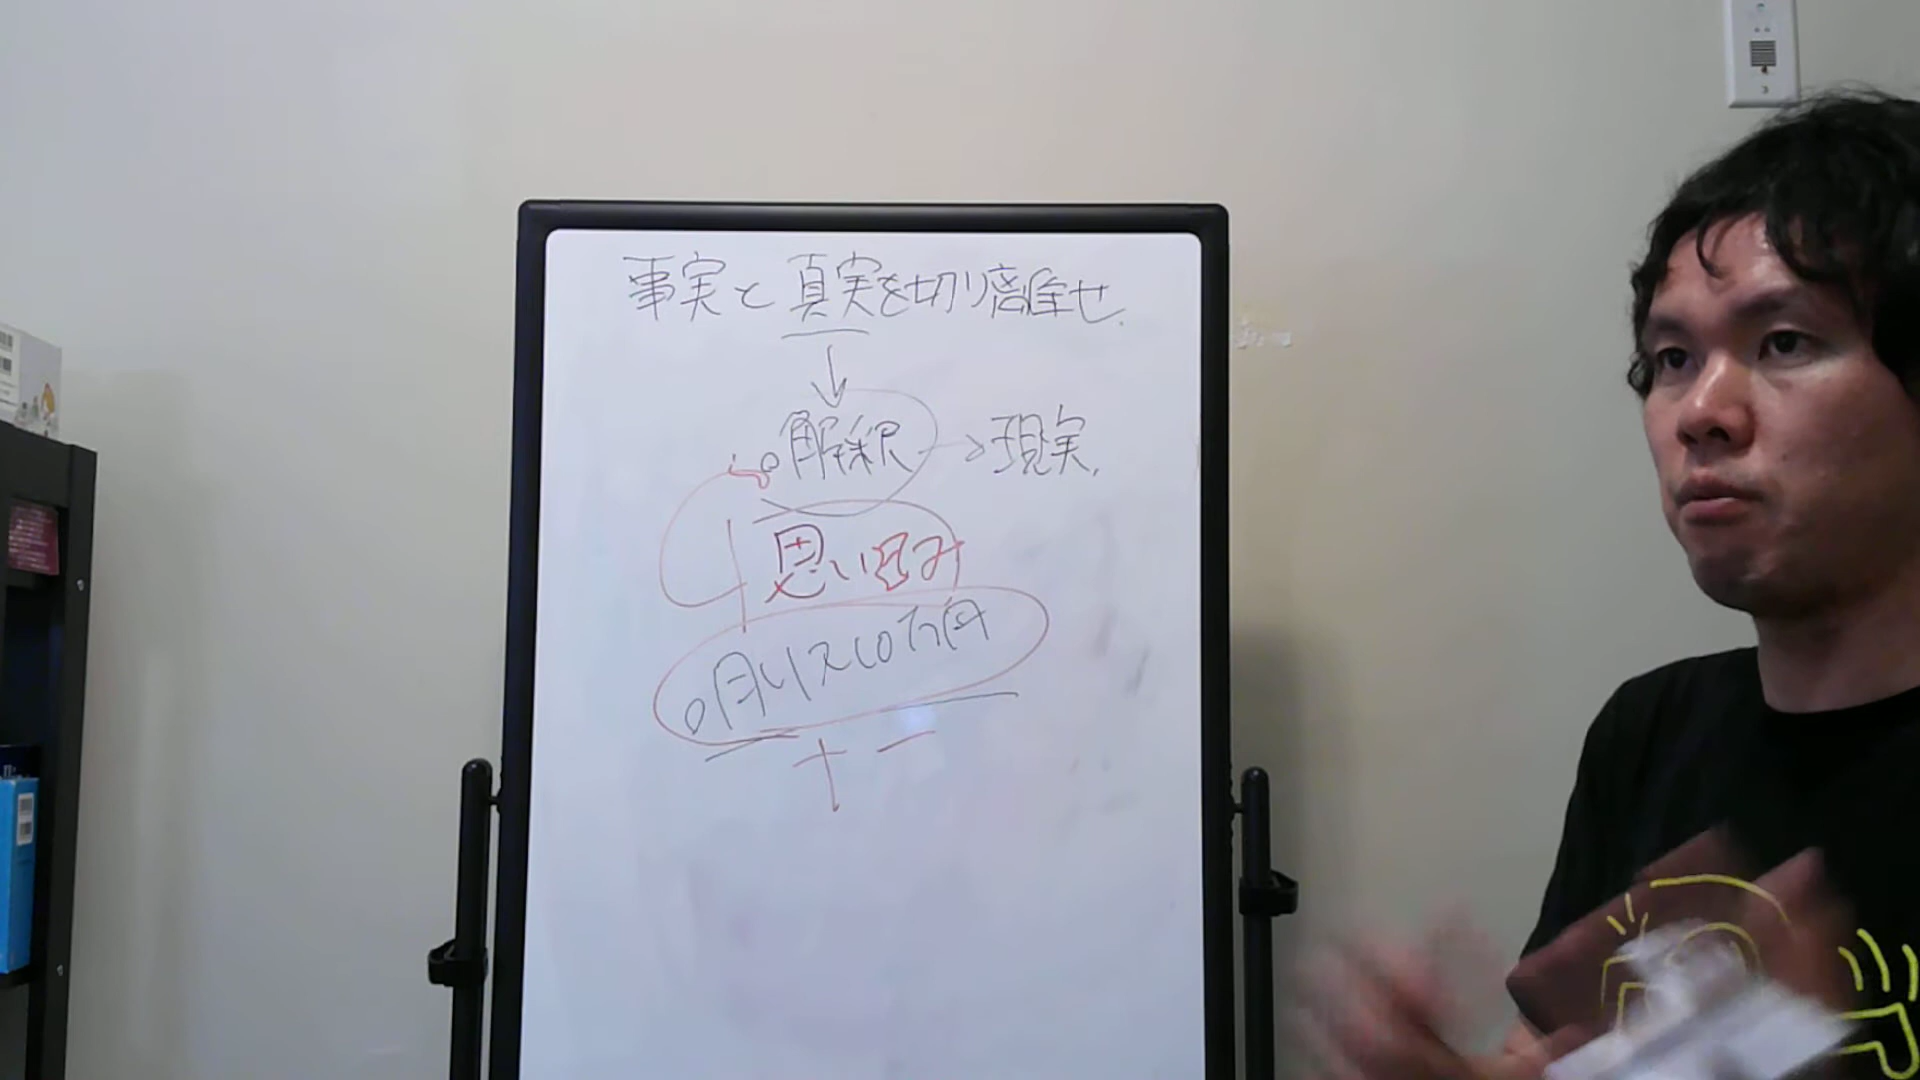 事実と真実を切り離せ.
↓
。解釈 → 現実.
思い込み
。月収10万円
+ −
3